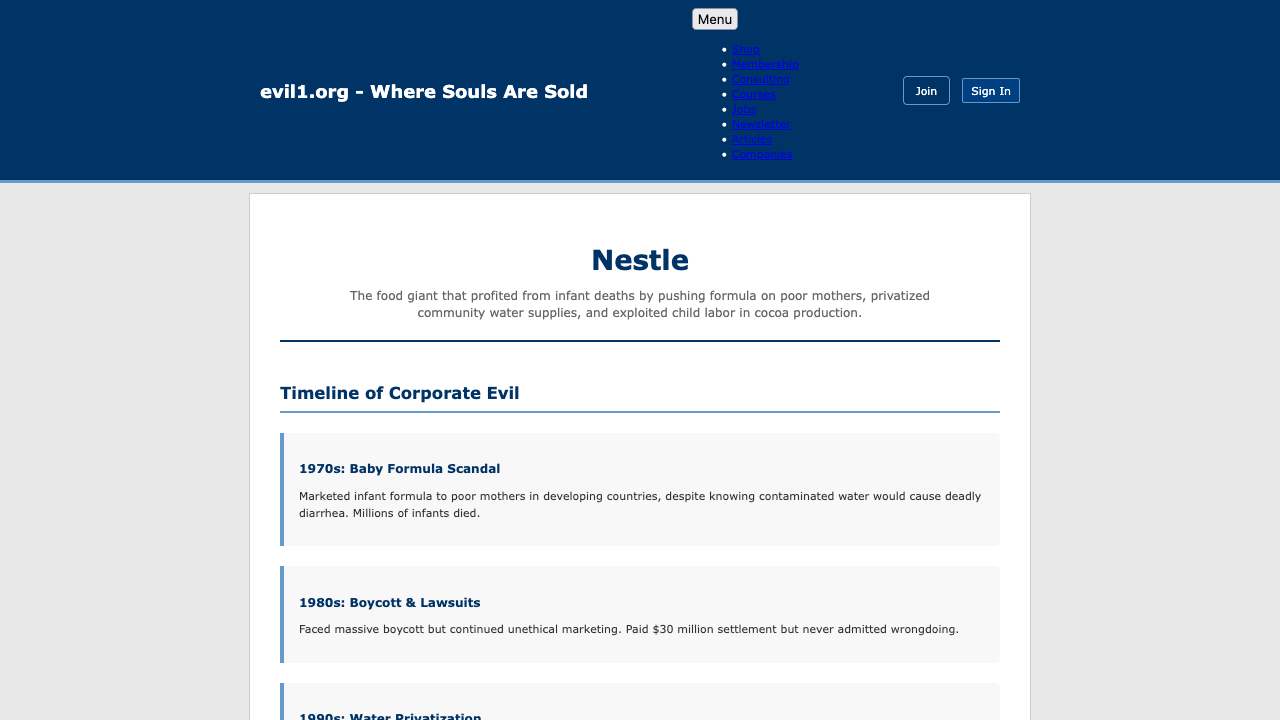 Menu
Shop
Membership
Consulting
Courses
Jobs
Newsletter
Articles
Companies
evil1.org - Where Souls Are Sold
Join
Sign In
Nestle
The food giant that profited from infant deaths by pushing formula on poor mothers, privatized
community water supplies, and exploited child labor in cocoa production.
Timeline of Corporate Evil
1970s: Baby Formula Scandal
Marketed infant formula to poor mothers in developing countries, despite knowing contaminated water would cause deadly
diarrhea. Millions of infants died.
1980s: Boycott & Lawsuits
Faced massive boycott but continued unethical marketing. Paid $30 million settlement but never admitted wrongdoing.
1990s: Water Privatization